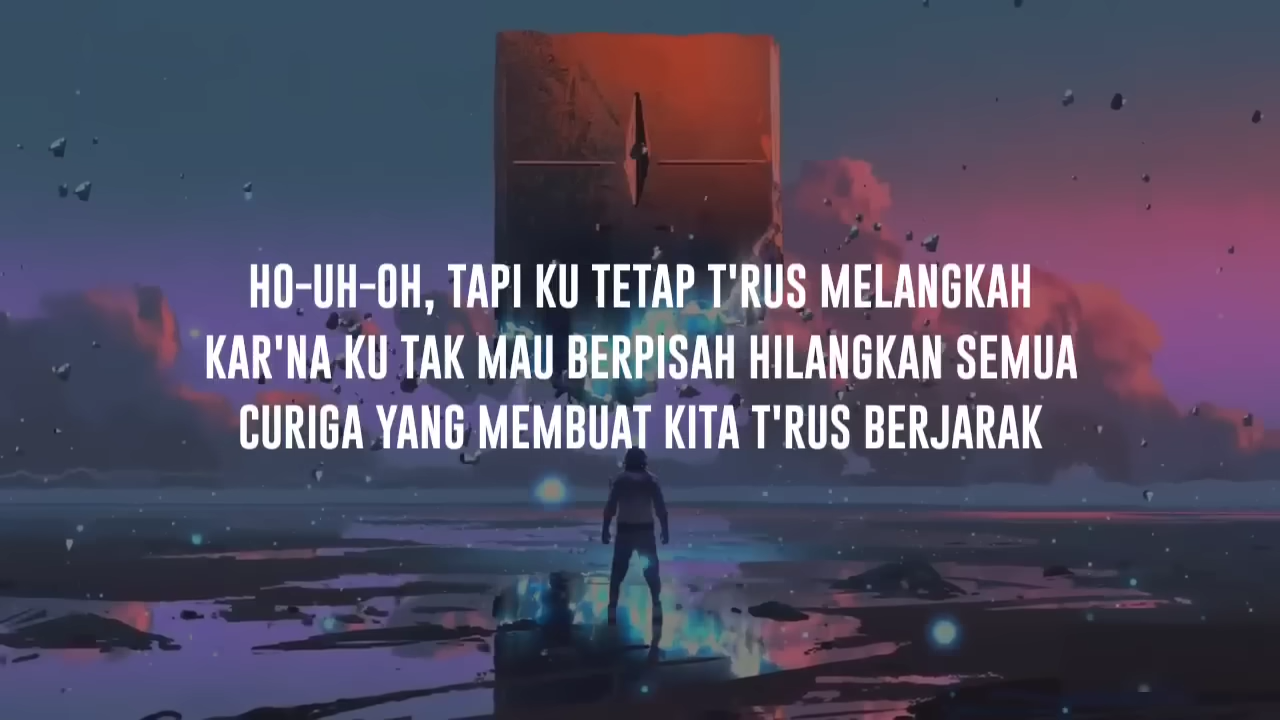 HO-UH-OH, TAPI KU TETAP T'RUS MELANGKAH
KAR'NA KU TAK MAU BERPISAH HILANGKAN SEMUA
CURIGA YANG MEMBUAT KITA T'RUS BERJARAK